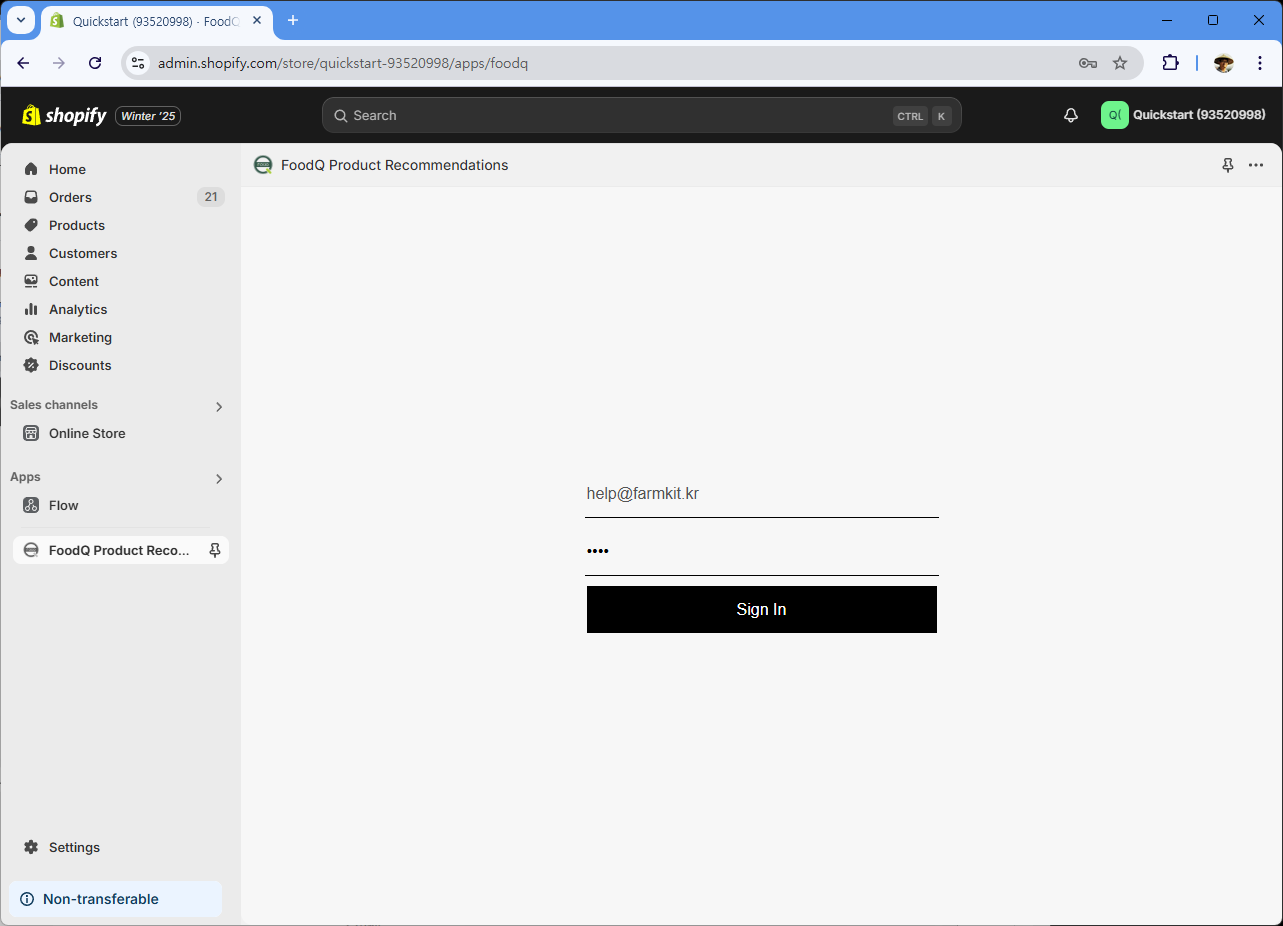 Quickstart (93520998) · FoodQ
admin.shopify.com/store/quickstart-93520998/apps/foodq
shopify Winter '25
Search CTRL K
Q( Quickstart (93520998)
FoodQ Product Recommendations
Home
Orders 21
Products
Customers
Content
Analytics
Marketing
Discounts
Sales channels
Online Store
Apps
Flow
FoodQ Product Reco...
help@farmkit.kr
••••
Sign In
Settings
Non-transferable